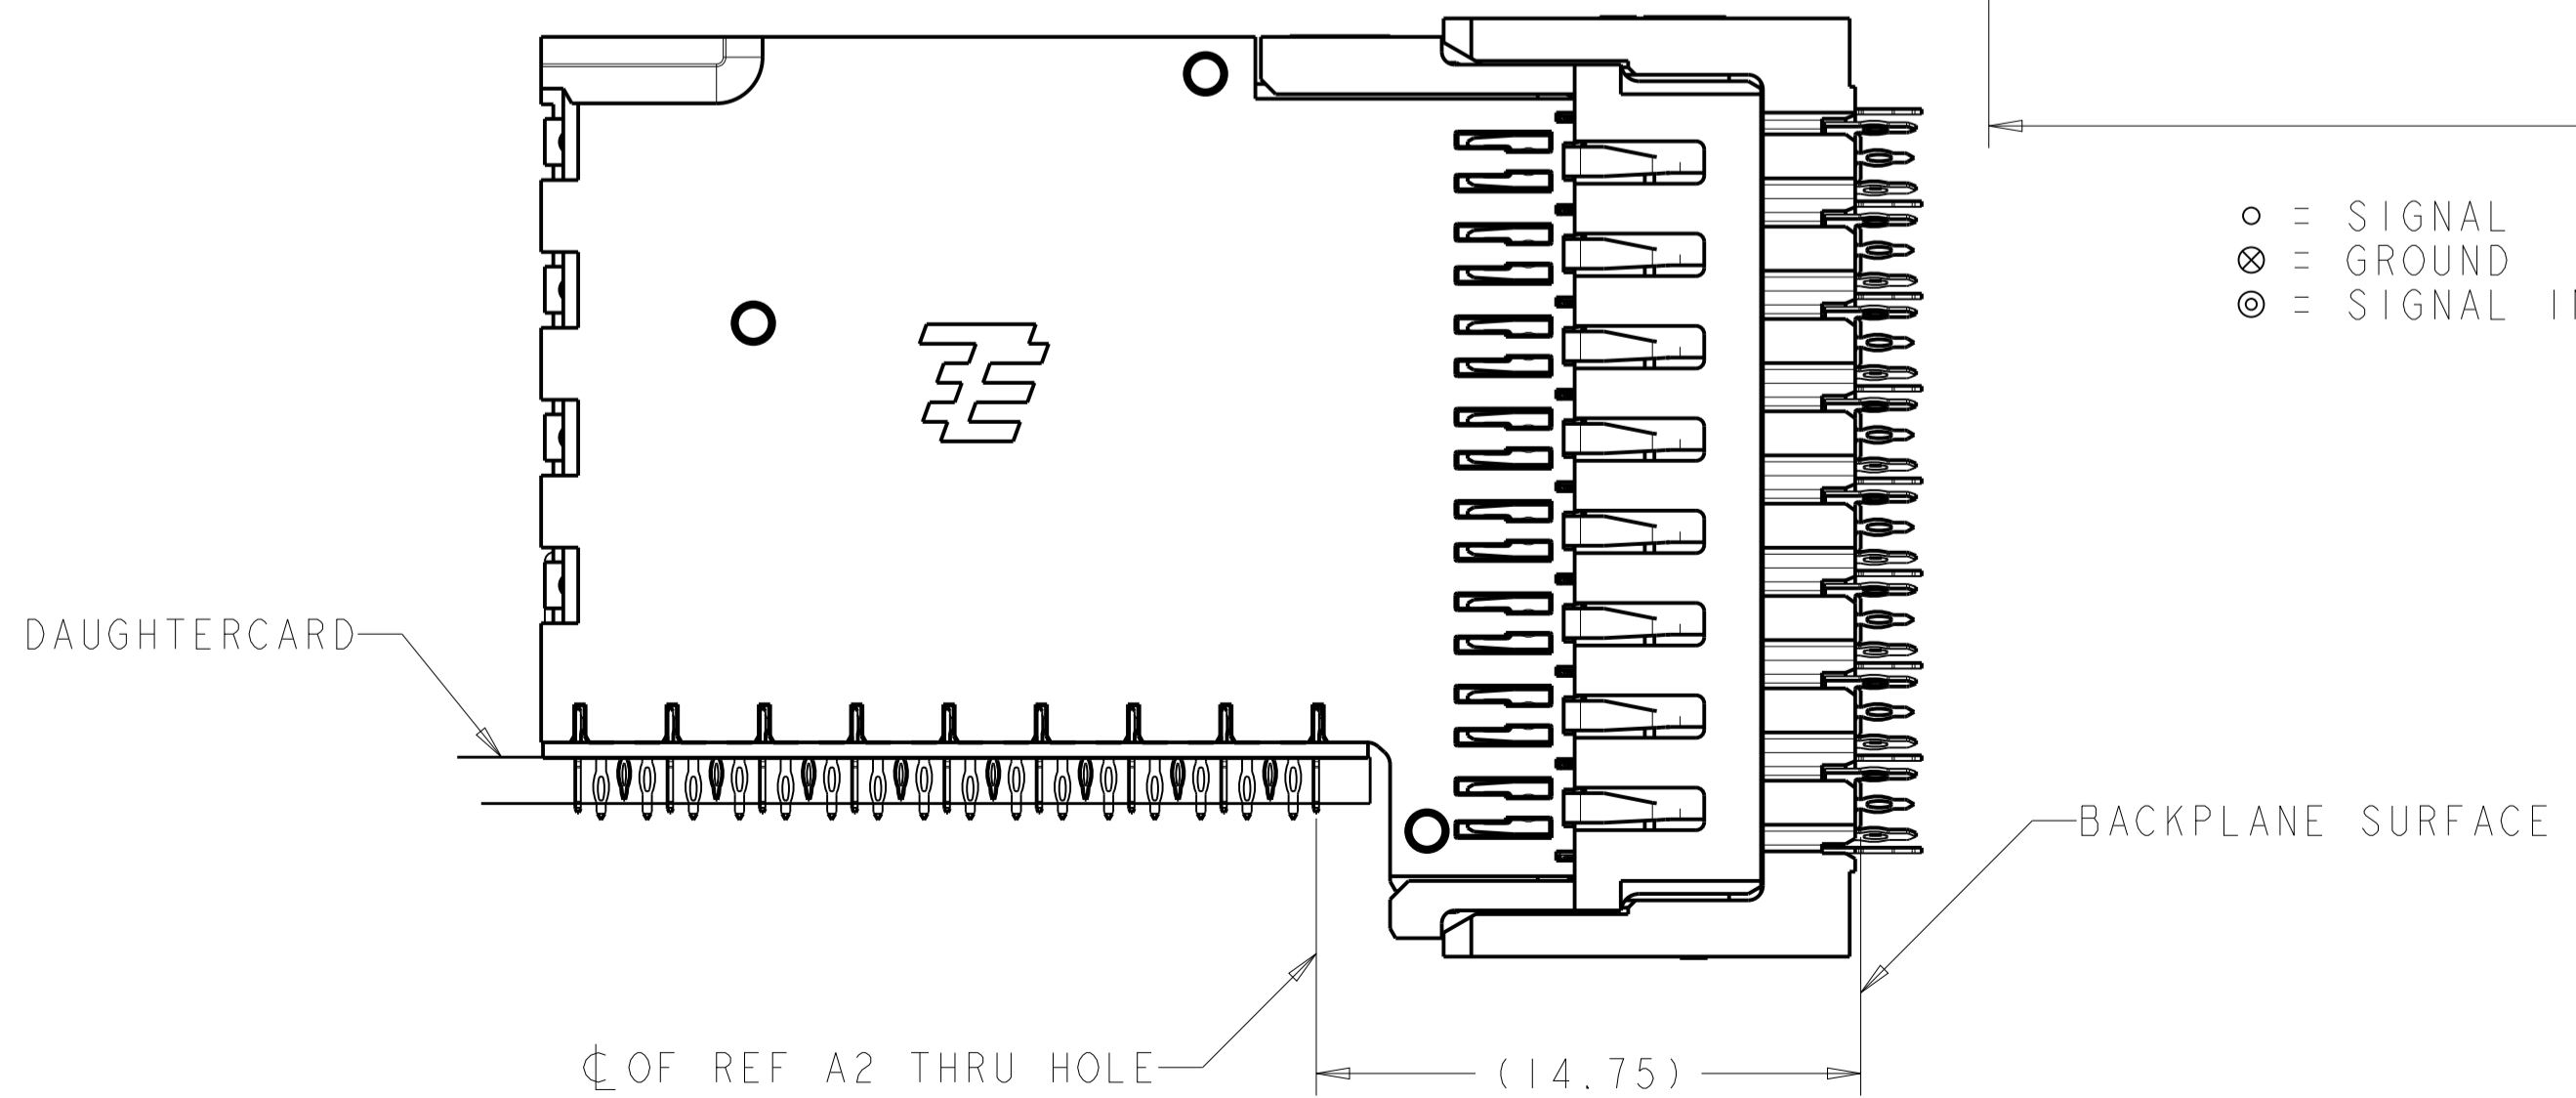 ○ = SIGNAL
⊗ = GROUND
◎ = SIGNAL
DAUGHTERCARD
BACKPLANE SURFACE
℄ OF REF A2 THRU HOLE
(14.75)